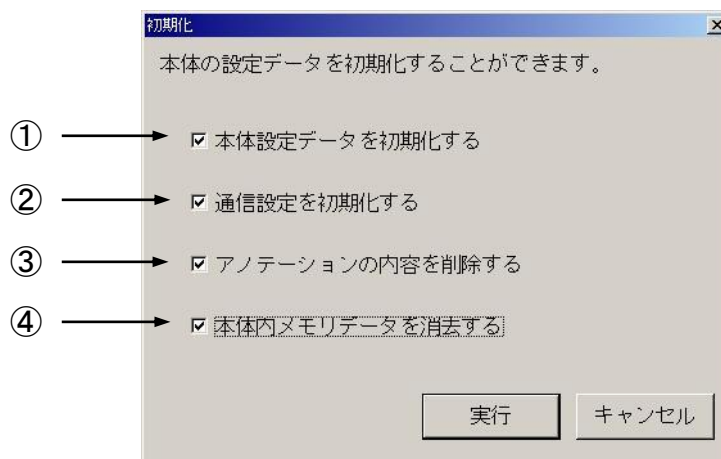 初期化
本体の設定データを初期化することができます。
① 本体設定データを初期化する
② 通信設定を初期化する
③ アノテーションの内容を削除する
④ 本体内メモリデータを消去する
実行 キャンセル